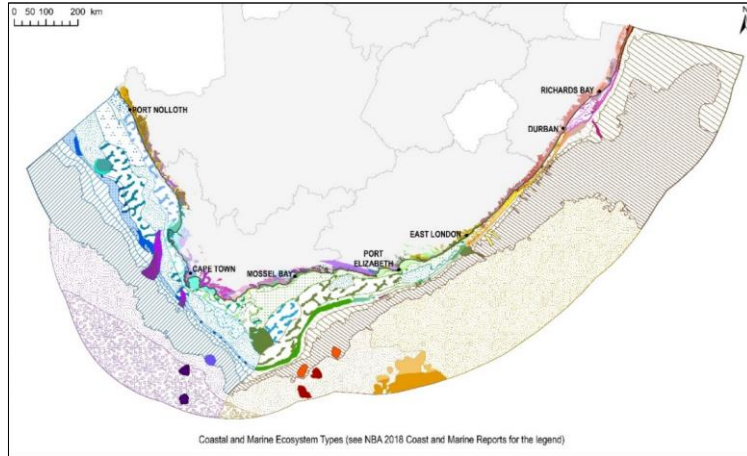 0 50 100 200 km
N
PORT NOLLOTH
RICHARDS BAY
DURBAN
EAST LONDON
PORT
ELIZABETH
CAPE TOWN
MOSSEL BAY
Coastal and Marine Ecosystem Types (see NBA 2018 Coast and Marine Reports for the legend)